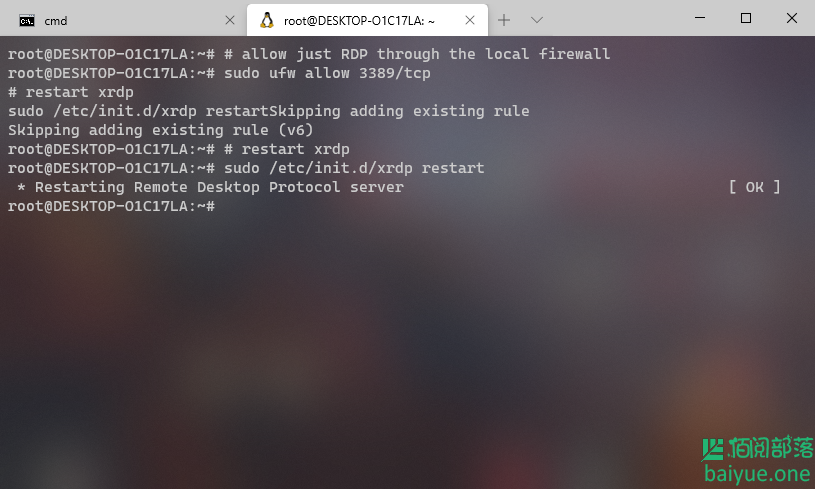 cmd
root@DESKTOP-O1C17LA: ~
root@DESKTOP-O1C17LA:~# # allow just RDP through the local firewall
root@DESKTOP-O1C17LA:~# sudo ufw allow 3389/tcp
# restart xrdp
sudo /etc/init.d/xrdp restartSkipping adding existing rule
Skipping adding existing rule (v6)
root@DESKTOP-O1C17LA:~# # restart xrdp
root@DESKTOP-O1C17LA:~# sudo /etc/init.d/xrdp restart
 * Restarting Remote Desktop Protocol server [ OK ]
root@DESKTOP-O1C17LA:~#
佰阅部落
baiyue.one